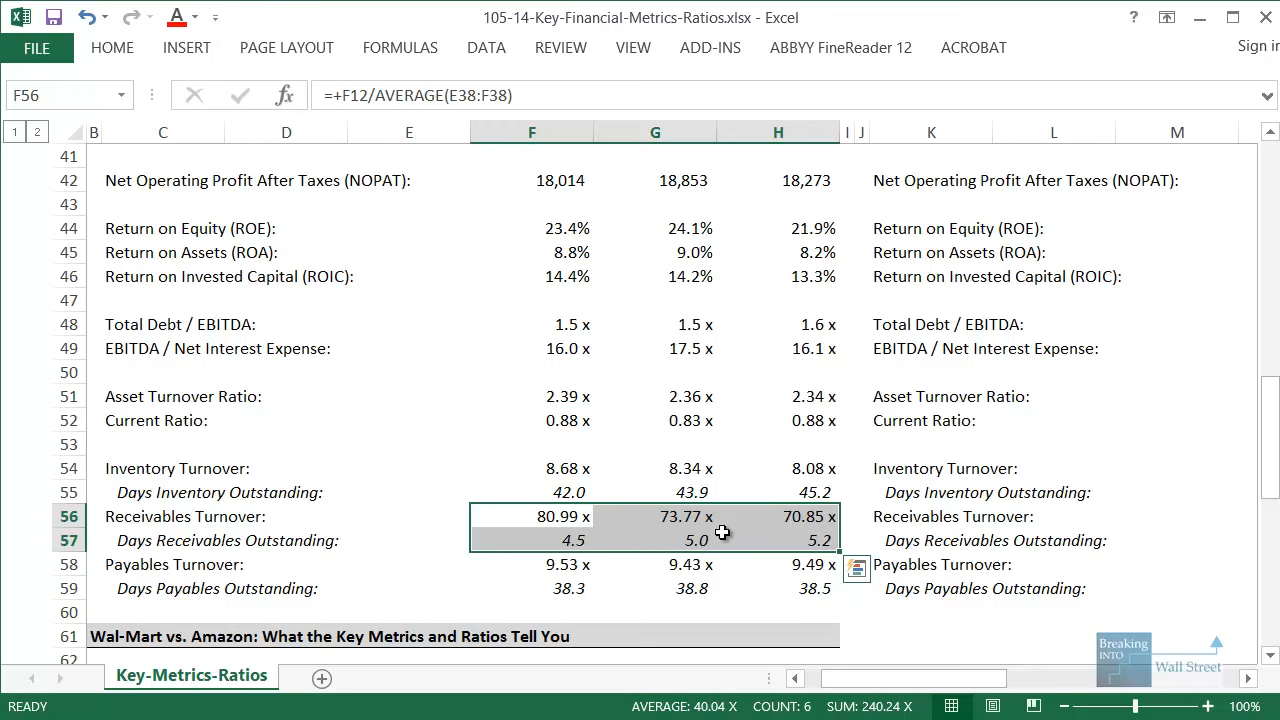 105-14-Key-Financial-Metrics-Ratios.xlsx - Excel
FILE HOME INSERT PAGE LAYOUT FORMULAS DATA REVIEW VIEW ADD-INS ABBYY FineReader 12 ACROBAT Sign in
F56 fx =+F12/AVERAGE(E38:F38)
1 2 B C D E F G H I J K L M
41
42 Net Operating Profit After Taxes (NOPAT): 18,014 18,853 18,273 Net Operating Profit After Taxes (NOPAT):
43
44 Return on Equity (ROE): 23.4% 24.1% 21.9% Return on Equity (ROE):
45 Return on Assets (ROA): 8.8% 9.0% 8.2% Return on Assets (ROA):
46 Return on Invested Capital (ROIC): 14.4% 14.2% 13.3% Return on Invested Capital (ROIC):
47
48 Total Debt / EBITDA: 1.5 x 1.5 x 1.6 x Total Debt / EBITDA:
49 EBITDA / Net Interest Expense: 16.0 x 17.5 x 16.1 x EBITDA / Net Interest Expense:
50
51 Asset Turnover Ratio: 2.39 x 2.36 x 2.34 x Asset Turnover Ratio:
52 Current Ratio: 0.88 x 0.83 x 0.88 x Current Ratio:
53
54 Inventory Turnover: 8.68 x 8.34 x 8.08 x Inventory Turnover:
55 Days Inventory Outstanding: 42.0 43.9 45.2 Days Inventory Outstanding:
56 Receivables Turnover: 80.99 x 73.77 x 70.85 x Receivables Turnover:
57 Days Receivables Outstanding: 4.5 5.0 5.2 Days Receivables Outstanding:
58 Payables Turnover: 9.53 x 9.43 x 9.49 x Payables Turnover:
59 Days Payables Outstanding: 38.3 38.8 38.5 Days Payables Outstanding:
60
61 Wal-Mart vs. Amazon: What the Key Metrics and Ratios Tell You
62
Breaking
INTO
Wall Street
Key-Metrics-Ratios
READY AVERAGE: 40.04 X COUNT: 6 SUM: 240.24 X 100%